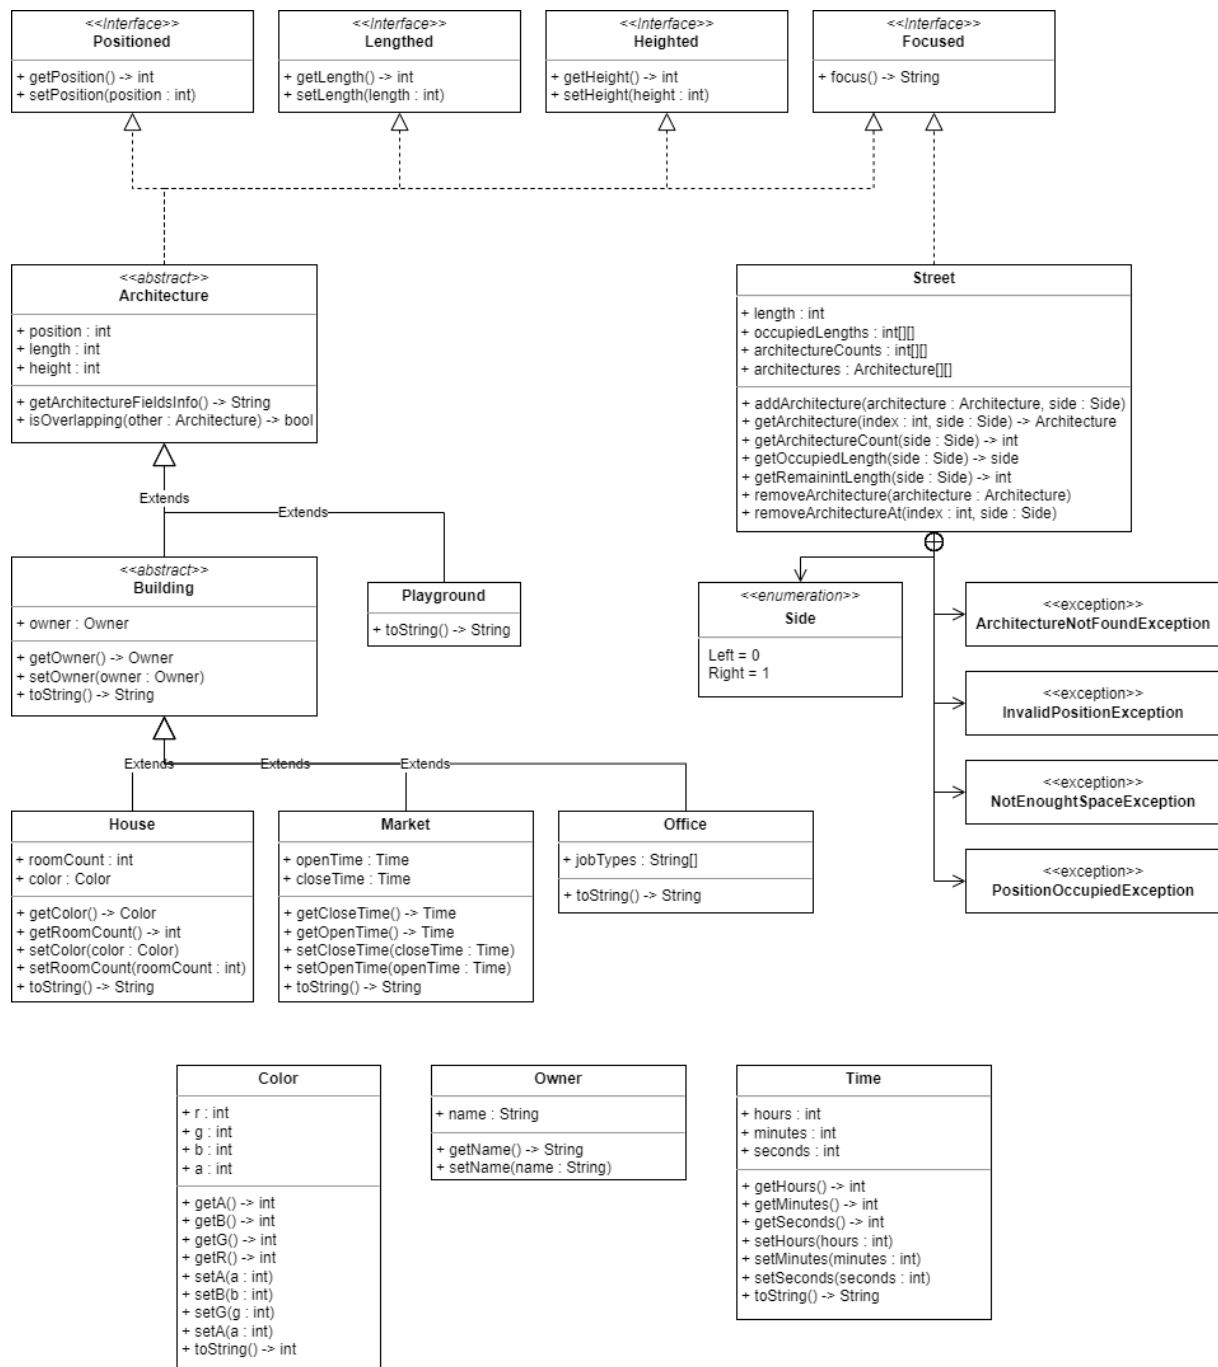 <<Interface>>
Positioned
+ getPosition() -> int
+ setPosition(position : int)
<<Interface>>
Lengthed
+ getLength() -> int
+ setLength(length : int)
<<Interface>>
Heighted
+ getHeight() -> int
+ setHeight(height : int)
<<Interface>>
Focused
+ focus() -> String
<<abstract>>
Architecture
+ position : int
+ length : int
+ height : int
+ getArchitectureFieldsInfo() -> String
+ isOverlapping(other : Architecture) -> bool
Street
+ length : int
+ occupiedLengths : int[][]
+ architectureCounts : int[][]
+ architectures : Architecture[][]
+ addArchitecture(architecture : Architecture, side : Side)
+ getArchitecture(index : int, side : Side) -> Architecture
+ getArchitectureCount(side : Side) -> int
+ getOccupiedLength(side : Side) -> side
+ getRemainintLength(side : Side) -> int
+ removeArchitecture(architecture : Architecture)
+ removeArchitectureAt(index : int, side : Side)
Extends
Extends
<<abstract>>
Building
+ owner : Owner
+ getOwner() -> Owner
+ setOwner(owner : Owner)
+ toString() -> String
Playground
+ toString() -> String
<<enumeration>>
Side
Left = 0
Right = 1
<<exception>>
ArchitectureNotFoundException
<<exception>>
InvalidPositionException
<<exception>>
NotEnoughtSpaceException
<<exception>>
PositionOccupiedException
Extends
Extends
Extends
House
+ roomCount : int
+ color : Color
+ getColor() -> Color
+ getRoomCount() -> int
+ setColor(color : Color)
+ setRoomCount(roomCount : int)
+ toString() -> String
Market
+ openTime : Time
+ closeTime : Time
+ getCloseTime() -> Time
+ getOpenTime() -> Time
+ setCloseTime(closeTime : Time)
+ setOpenTime(openTime : Time)
+ toString() -> String
Office
+ jobTypes : String[]
+ toString() -> String
Color
+ r : int
+ g : int
+ b : int
+ a : int
+ getA() -> int
+ getB() -> int
+ getG() -> int
+ getR() -> int
+ setA(a : int)
+ setB(b : int)
+ setG(g : int)
+ setA(a : int)
+ toString() -> int
Owner
+ name : String
+ getName() -> String
+ setName(name : String)
Time
+ hours : int
+ minutes : int
+ seconds : int
+ getHours() -> int
+ getMinutes() -> int
+ getSeconds() -> int
+ setHours(hours : int)
+ setMinutes(minutes : int)
+ setSeconds(seconds : int)
+ toString() -> String